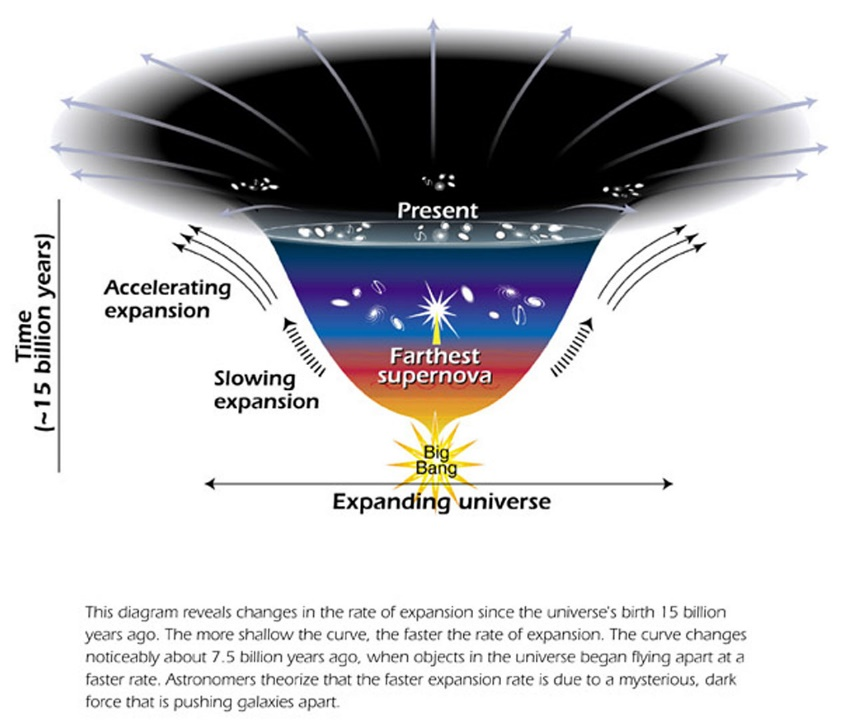 Present
Time
(~15 billion years)
Accelerating
expansion
Farthest
supernova
Slowing
expansion
Big
Bang
Expanding universe
This diagram reveals changes in the rate of expansion since the universe's birth 15 billion
years ago. The more shallow the curve, the faster the rate of expansion. The curve changes
noticeably about 7.5 billion years ago, when objects in the universe began flying apart at a
faster rate. Astronomers theorize that the faster expansion rate is due to a mysterious, dark
force that is pushing galaxies apart.